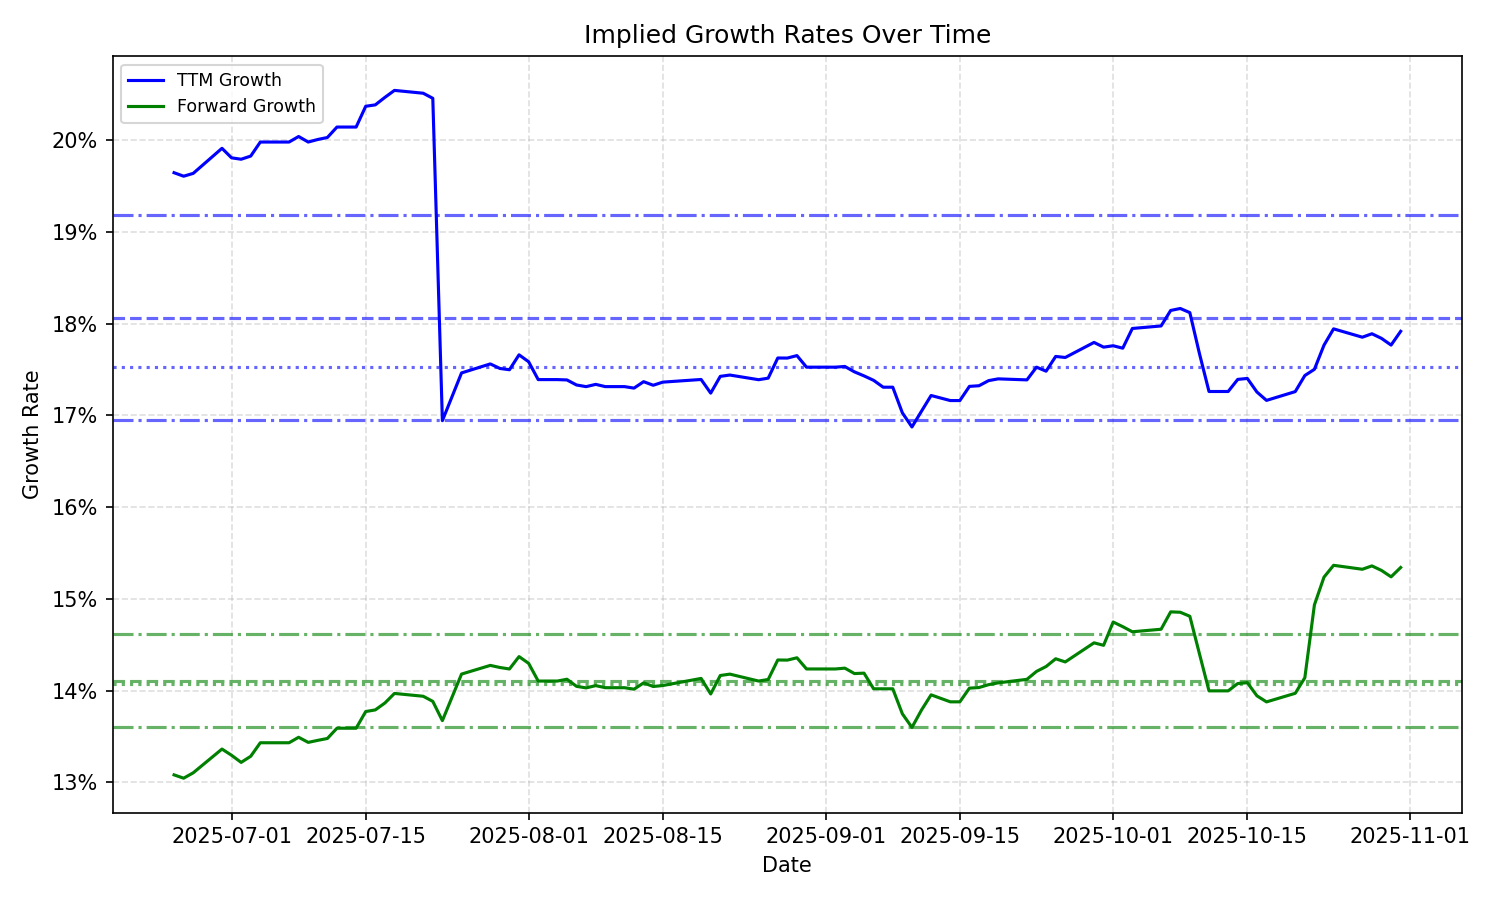 Implied Growth Rates Over Time
TTM Growth
Forward Growth
20%
19%
18%
17%
16%
15%
14%
13%
Growth Rate
2025-07-01 2025-07-15 2025-08-01 2025-08-15 2025-09-01 2025-09-15 2025-10-01 2025-10-15 2025-11-01
Date